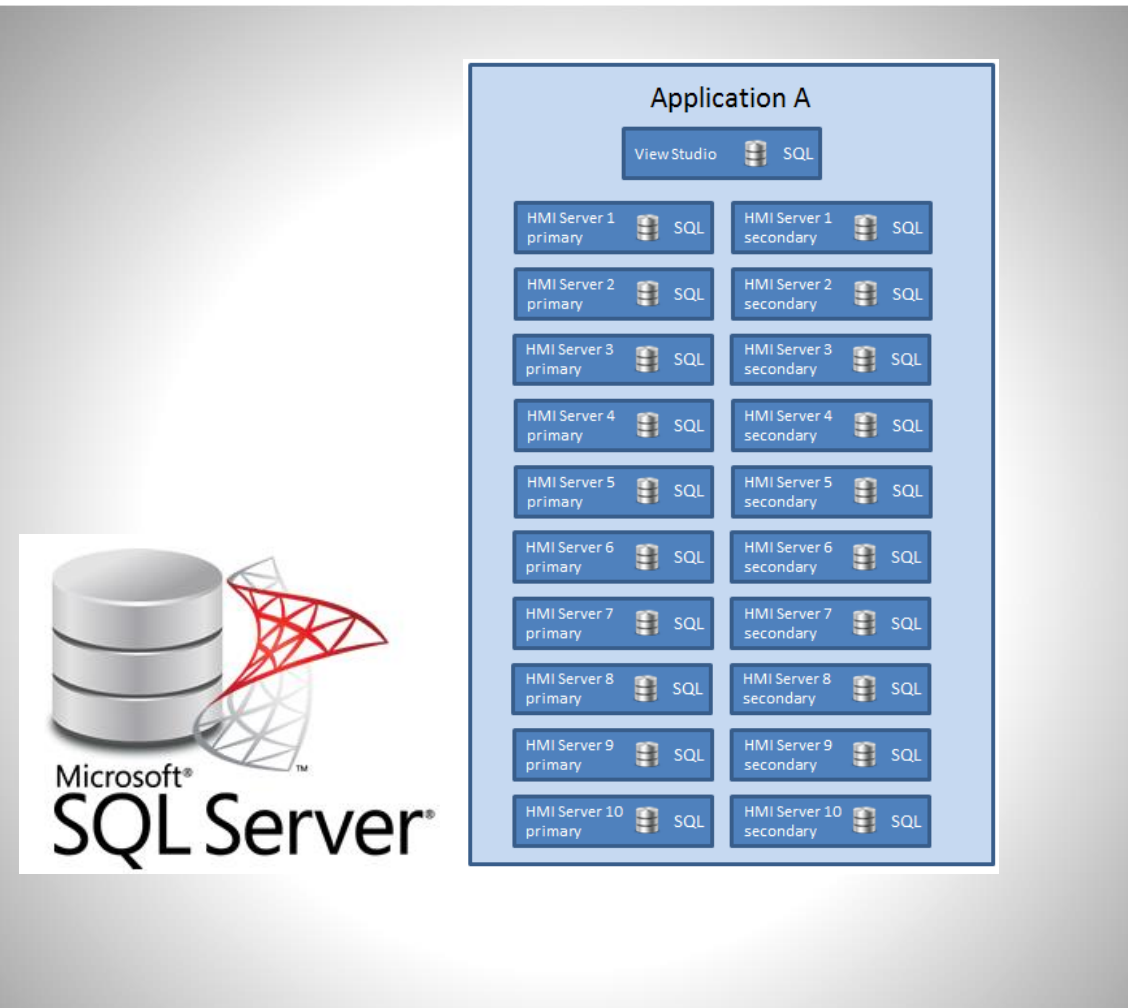 Application A
View Studio SQL
HMI Server 1
primary
SQL
HMI Server 1
secondary
SQL
HMI Server 2
primary
SQL
HMI Server 2
secondary
SQL
HMI Server 3
primary
SQL
HMI Server 3
secondary
SQL
HMI Server 4
primary
SQL
HMI Server 4
secondary
SQL
HMI Server 5
primary
SQL
HMI Server 5
secondary
SQL
HMI Server 6
primary
SQL
HMI Server 6
secondary
SQL
HMI Server 7
primary
SQL
HMI Server 7
secondary
SQL
HMI Server 8
primary
SQL
HMI Server 8
secondary
SQL
HMI Server 9
primary
SQL
HMI Server 9
secondary
SQL
HMI Server 10
primary
SQL
HMI Server 10
secondary
SQL
TM
Microsoft®
SQL Server®